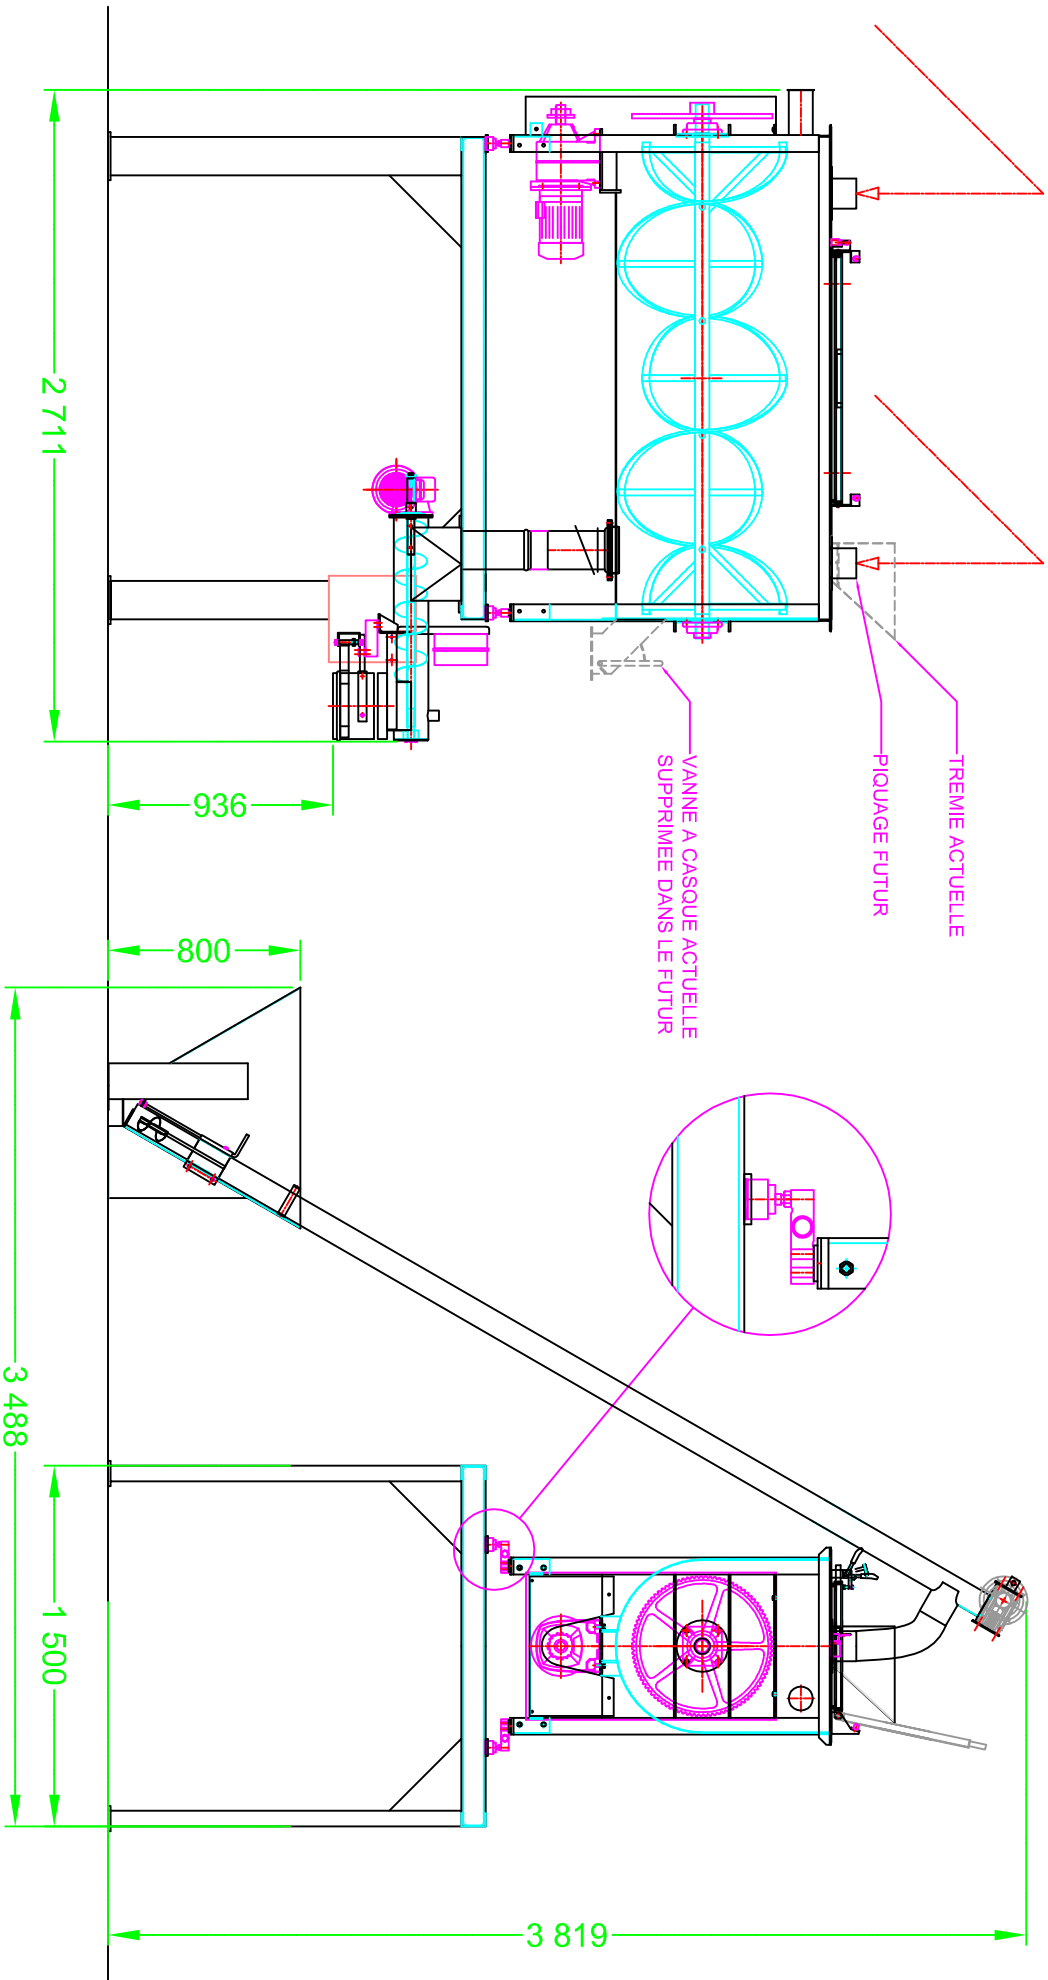 TREMIE ACTUELLE
PIQUAGE FUTUR
VANNE A CASQUE ACTUELLE
SUPPRIMEE DANS LE FUTUR
2 711
936
800
3 488
1 500
3 819